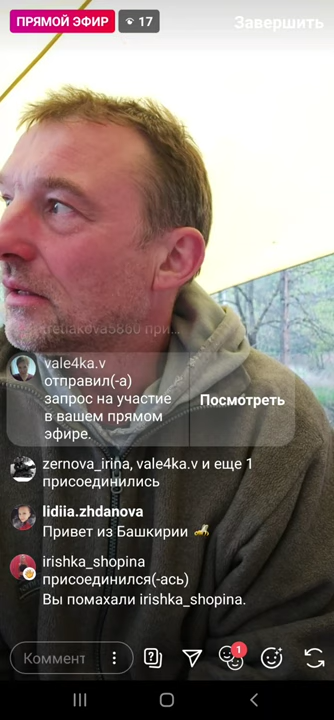 ПРЯМОЙ ЭФИР 17 Завершить
vale4ka.v
отправил(-а)
запрос на участие
в вашем прямом
эфире.
Посмотреть
zernova_irina, vale4ka.v и еще 1
присоединились
lidiia.zhdanova
Привет из Башкирии
irishka_shopina
присоединился(-ась)
Вы помахали irishka_shopina.
Коммент
1